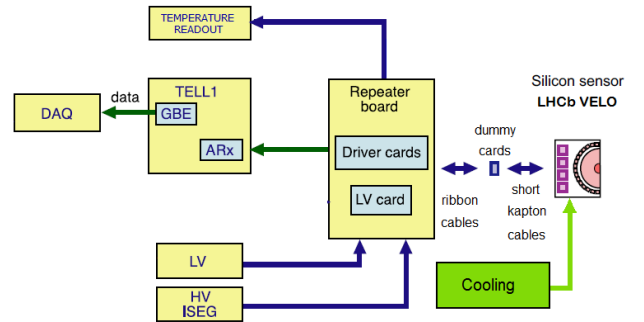 TEMPERATURE
READOUT
Silicon sensor
LHCb VELO
TELL1
data
GBE
DAQ
ARx
Repeater
board
Driver cards
LV card
dummy
cards
ribbon
cables
short
kapton
cables
LV
HV
ISEG
Cooling